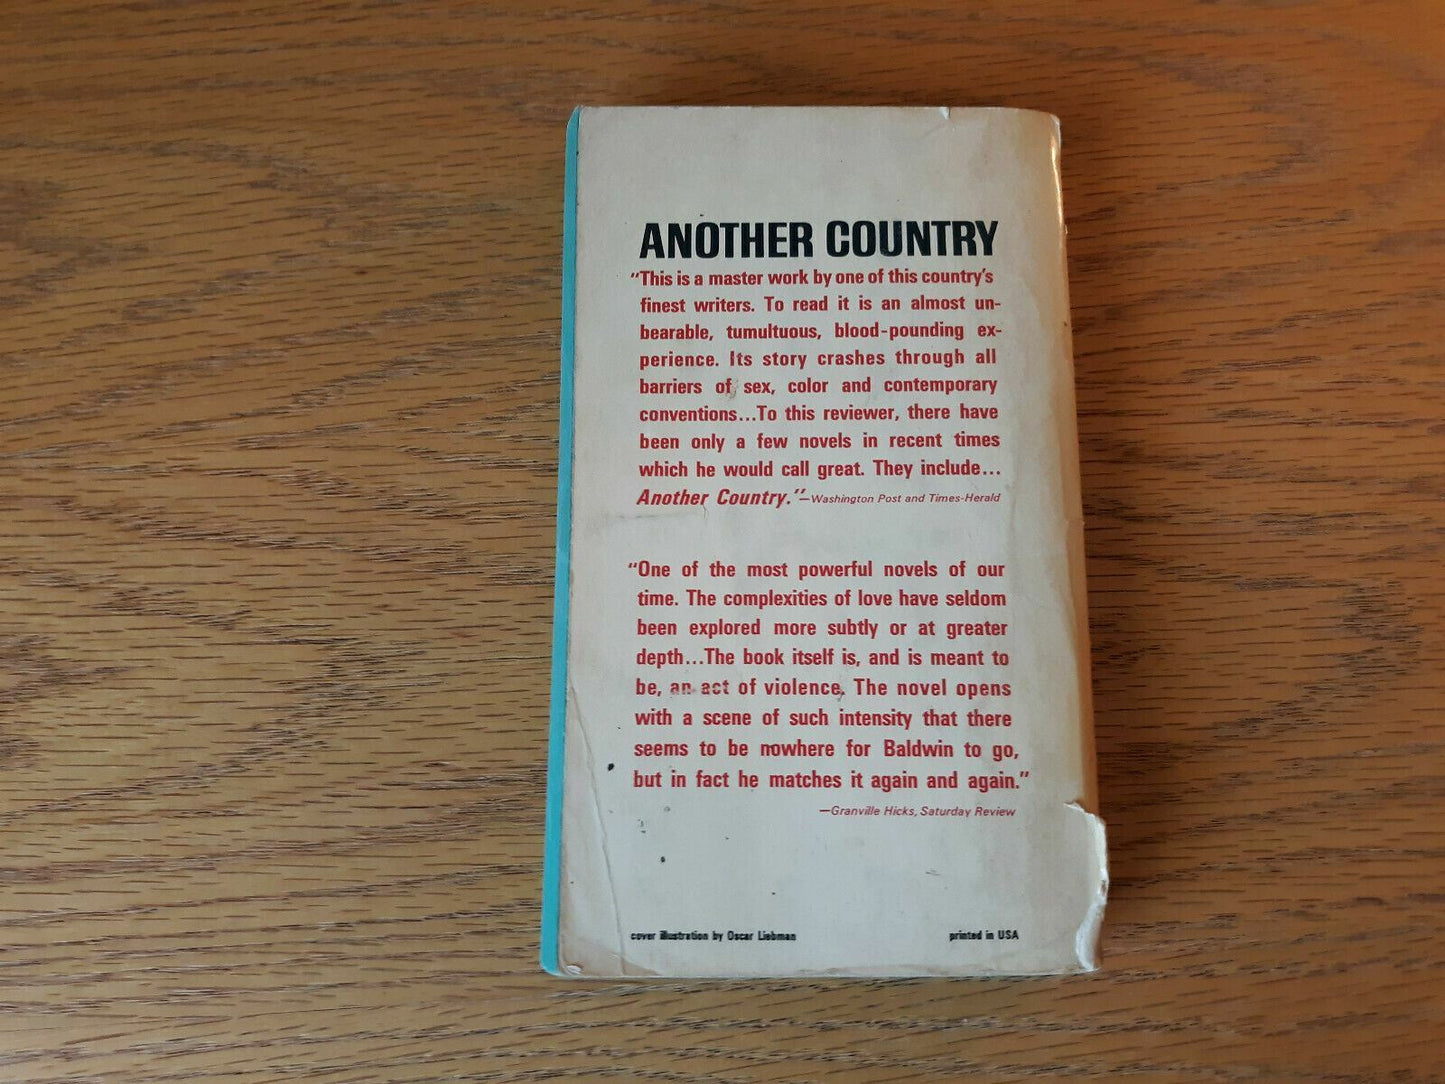 ANOTHER COUNTRY
"This is a master work by one of this country's
finest writers. To read it is an almost un-
bearable, tumultuous, blood-pounding ex-
perience. Its story crashes through all
barriers of sex, color and contemporary
conventions...To this reviewer, there have
been only a few novels in recent times
which he would call great. They include...
Another Country."—Washington Post and Times-Herald
"One of the most powerful novels of our
time. The complexities of love have seldom
been explored more subtly or at greater
depth...The book itself is, and is meant to
be, an act of violence. The novel opens
with a scene of such intensity that there
seems to be nowhere for Baldwin to go,
but in fact he matches it again and again."
—Granville Hicks, Saturday Review
cover illustration by Oscar Liebman printed in USA